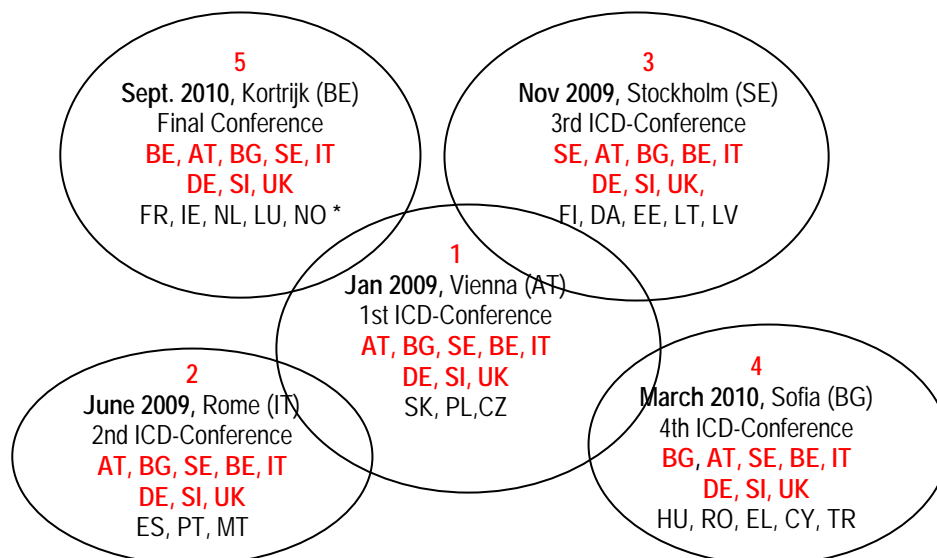 5
Sept. 2010, Kortrijk (BE)
Final Conference
BE, AT, BG, SE, IT
DE, SI, UK
FR, IE, NL, LU, NO *
3
Nov 2009, Stockholm (SE)
3rd ICD-Conference
SE, AT, BG, BE, IT
DE, SI, UK,
FI, DA, EE, LT, LV
1
Jan 2009, Vienna (AT)
1st ICD-Conference
AT, BG, SE, BE, IT
DE, SI, UK
SK, PL,CZ
2
June 2009, Rome (IT)
2nd ICD-Conference
AT, BG, SE, BE, IT
DE, SI, UK
ES, PT, MT
4
March 2010, Sofia (BG)
4th ICD-Conference
BG, AT, SE, BE, IT
DE, SI, UK
HU, RO, EL, CY, TR